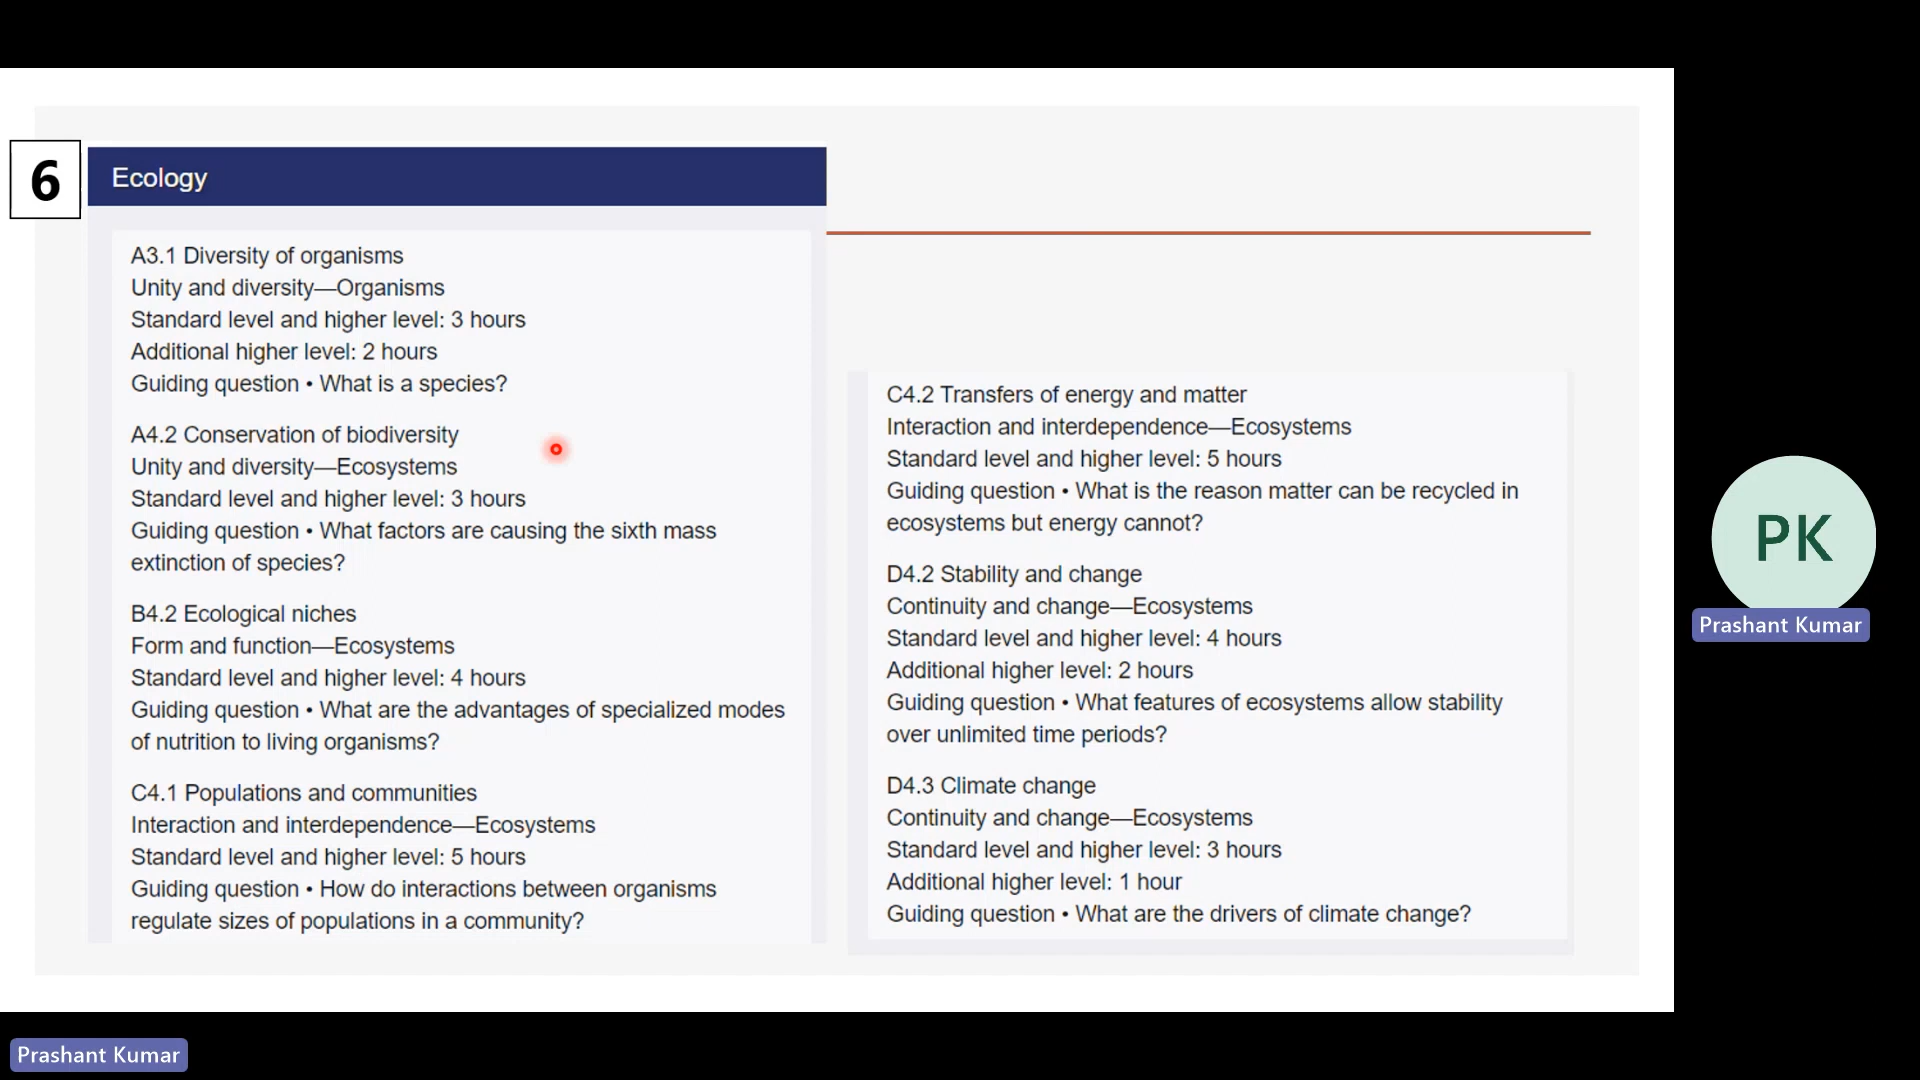 6
Ecology
A3.1 Diversity of organisms
Unity and diversity—Organisms
Standard level and higher level: 3 hours
Additional higher level: 2 hours
Guiding question • What is a species?
A4.2 Conservation of biodiversity
Unity and diversity—Ecosystems
Standard level and higher level: 3 hours
Guiding question • What factors are causing the sixth mass
extinction of species?
B4.2 Ecological niches
Form and function—Ecosystems
Standard level and higher level: 4 hours
Guiding question • What are the advantages of specialized modes
of nutrition to living organisms?
C4.1 Populations and communities
Interaction and interdependence—Ecosystems
Standard level and higher level: 5 hours
Guiding question • How do interactions between organisms
regulate sizes of populations in a community?
C4.2 Transfers of energy and matter
Interaction and interdependence—Ecosystems
Standard level and higher level: 5 hours
Guiding question • What is the reason matter can be recycled in
ecosystems but energy cannot?
D4.2 Stability and change
Continuity and change—Ecosystems
Standard level and higher level: 4 hours
Additional higher level: 2 hours
Guiding question • What features of ecosystems allow stability
over unlimited time periods?
D4.3 Climate change
Continuity and change—Ecosystems
Standard level and higher level: 3 hours
Additional higher level: 1 hour
Guiding question • What are the drivers of climate change?
PK
Prashant Kumar
Prashant Kumar